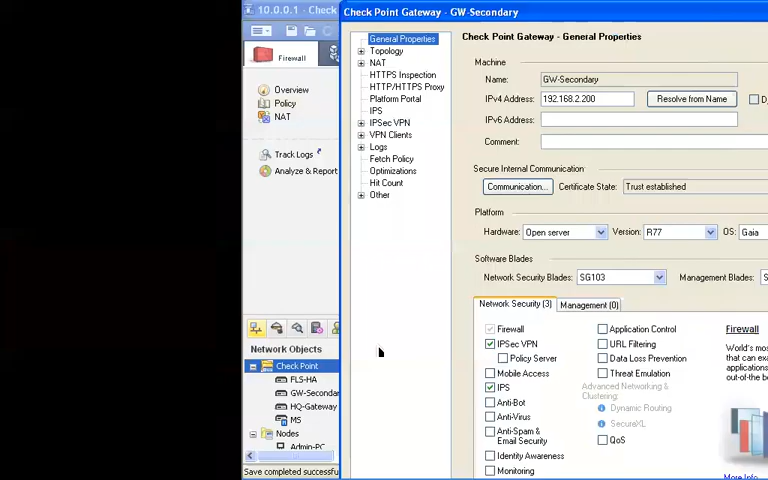 10.0.0.1 - Check
Firewall
Overview
Policy
NAT
Track Logs
Analyze & Report
Network Objects
Check Point
FLS-HA
GW-Secondar
HQ-Gateway
MS
Nodes
Admin-PC
Save completed successfu
Check Point Gateway - GW-Secondary
General Properties
Topology
NAT
HTTPS Inspection
HTTP/HTTPS Proxy
Platform Portal
IPS
IPSec VPN
VPN Clients
Logs
Fetch Policy
Optimizations
Hit Count
Other
Check Point Gateway - General Properties
Machine
Name: GW-Secondary
IPv4 Address: 192.168.2.200 Resolve from Name D
IPv6 Address:
Comment:
Secure Internal Communication
Communication... Certificate State: Trust established
Platform
Hardware: Open server Version: R77 OS: Gaia
Software Blades
Network Security Blades: SG103 Management Blades: S
Network Security (3) Management (0)
Firewall
IPSec VPN
Policy Server
Mobile Access
IPS
Anti-Bot
Anti-Virus
Anti-Spam &
Email Security
Identity Awareness
Monitoring
Application Control
URL Filtering
Data Loss Prevention
Threat Emulation
Advanced Networking &
Clustering:
Dynamic Routing
SecureXL
QoS
Firewall
World's mos
that can exa
applications
out-of-the b
More Info